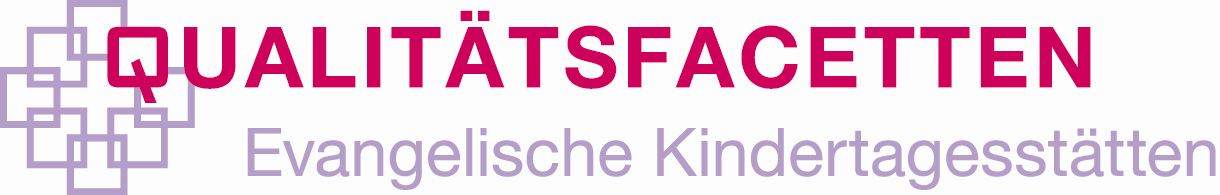 QUALITÄTSFACETTEN
Evangelische Kindertagesstätten